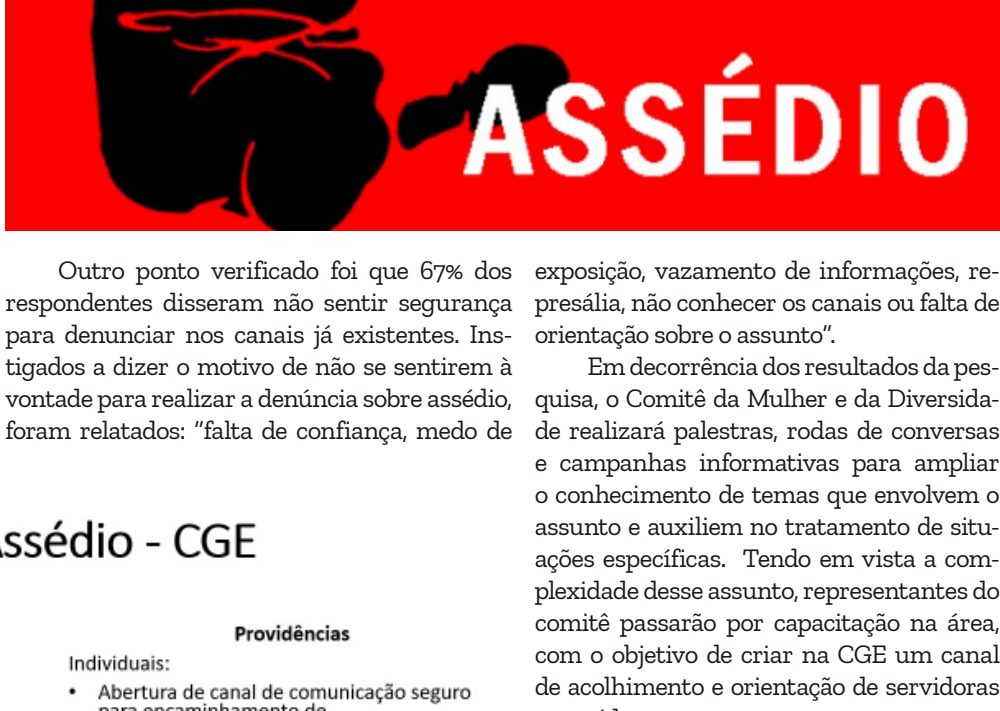 ASSÉDIO
Outro ponto verificado foi que 67% dos
respondentes disseram não sentir segurança
para denunciar nos canais já existentes. Ins-
tigados a dizer o motivo de não se sentirem à
vontade para realizar a denúncia sobre assédio,
foram relatados: “falta de confiança, medo de
exposição, vazamento de informações, re-
presália, não conhecer os canais ou falta de
orientação sobre o assunto”.
Em decorrência dos resultados da pes-
quisa, o Comitê da Mulher e da Diversida-
de realizará palestras, rodas de conversas
e campanhas informativas para ampliar
o conhecimento de temas que envolvem o
assunto e auxiliem no tratamento de situ-
ações específicas. Tendo em vista a com-
plexidade desse assunto, representantes do
comitê passarão por capacitação na área,
com o objetivo de criar na CGE um canal
de acolhimento e orientação de servidoras
ssédio - CGE
Providências
Individuais:
• Abertura de canal de comunicação seguro
para encaminhamento de